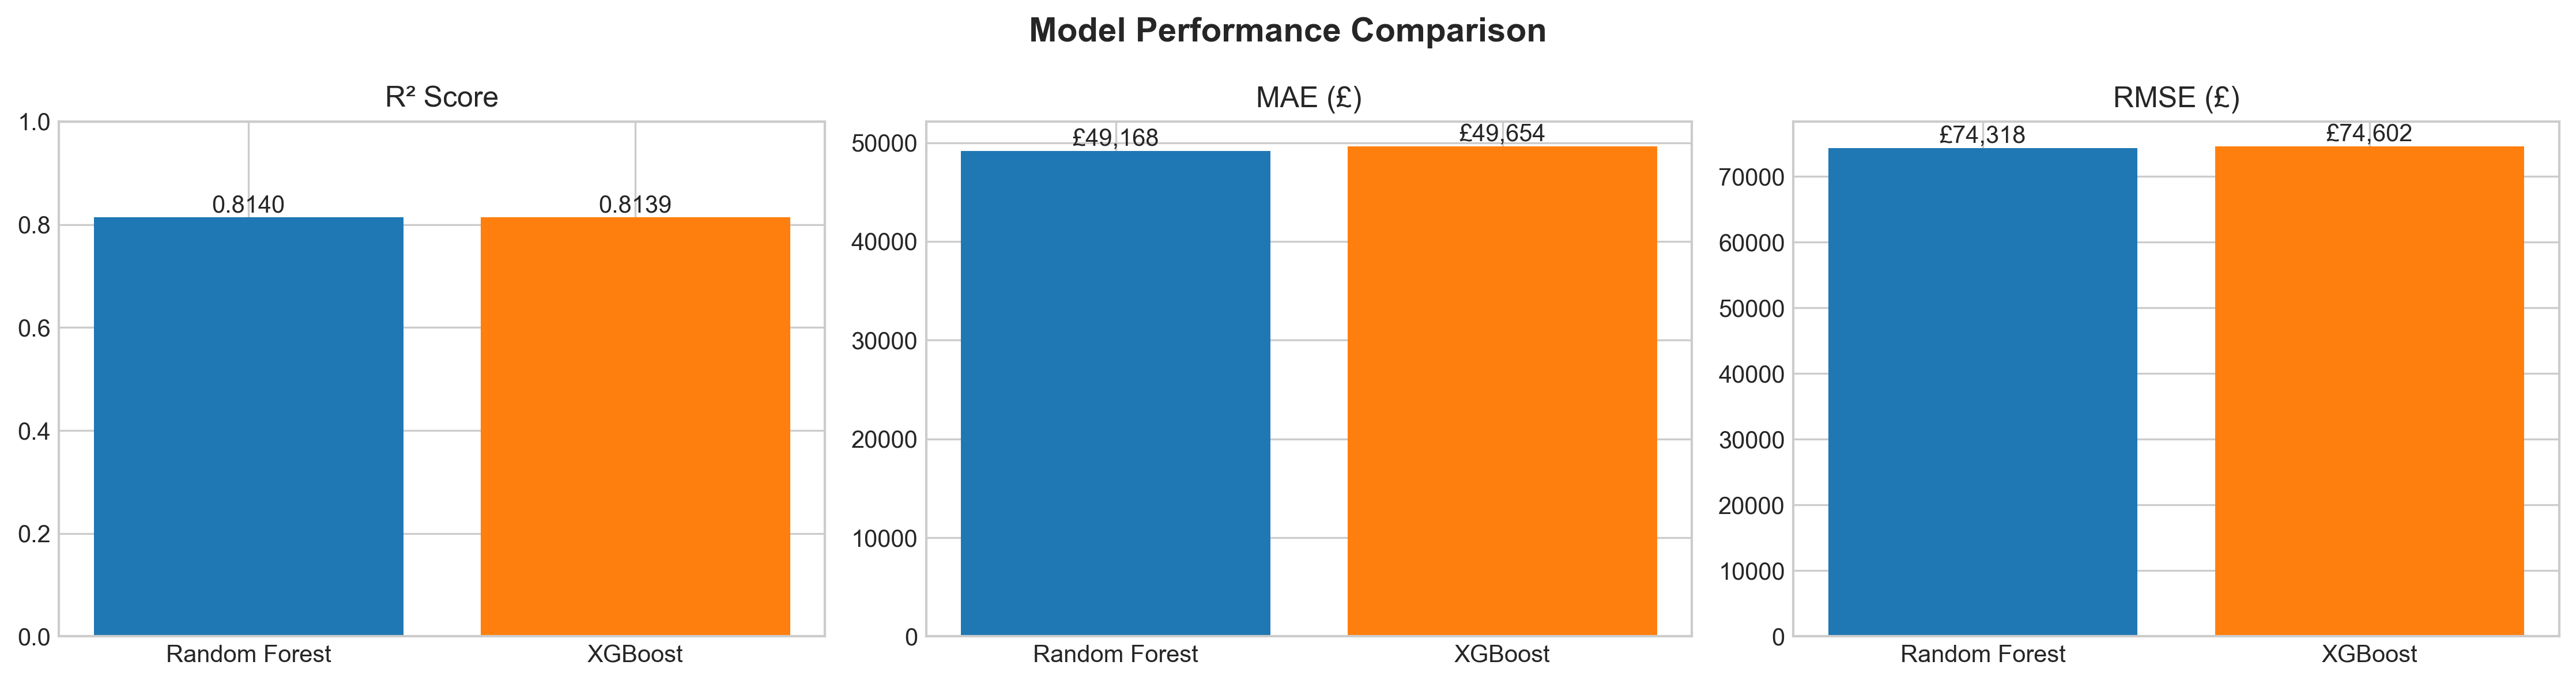 Model Performance Comparison
R² Score
1.0
0.8
0.6
0.4
0.2
0.0
0.8140
0.8139
Random Forest
XGBoost
MAE (£)
50000
40000
30000
20000
10000
0
£49,168
£49,654
Random Forest
XGBoost
RMSE (£)
70000
60000
50000
40000
30000
20000
10000
0
£74,318
£74,602
Random Forest
XGBoost